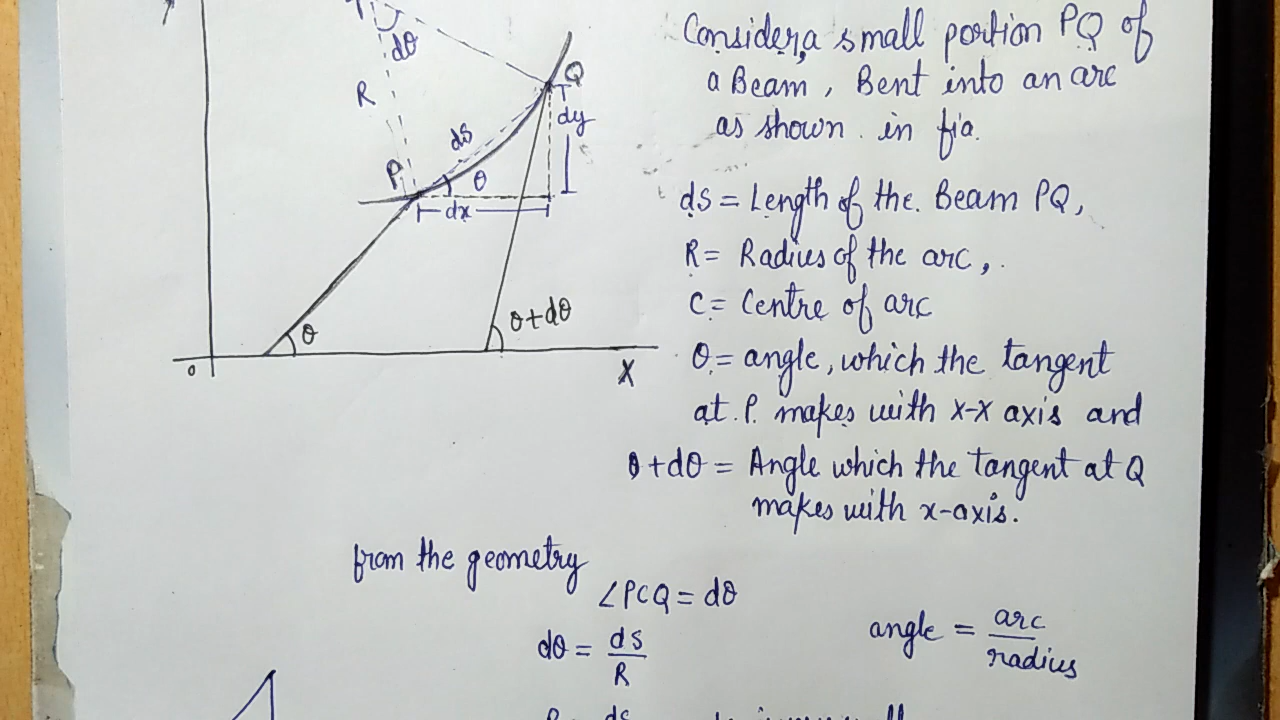 dθ
R
Q
dy
ds
P
θ
dx
θ
θ+dθ
o
X
Consider, a small portion PQ of
a Beam, Bent into an arc
as shown. in fig.
ds = Length of the. Beam PQ,
R = Radius of the arc,.
C = Centre of arc
θ = angle, which the tangent
at P. makes with x-x axis and
θ+dθ = Angle which the tangent at Q
makes with x-axis.
from the geometry
∠PCQ = dθ
dθ = ds/R
angle = arc/radius